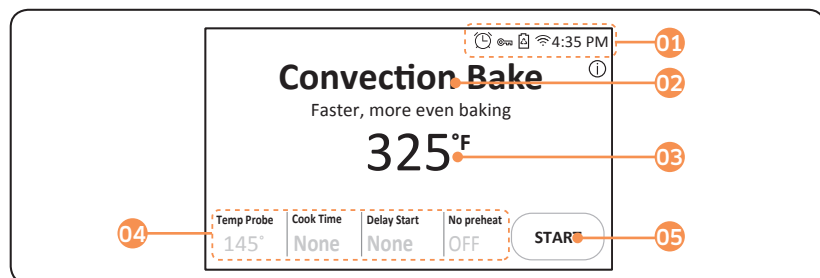 4:35 PM
01
Convection Bake
02
Faster, more even baking
325°F
03
04
Temp Probe Cook Time Delay Start No preheat
145° None None OFF
START
05